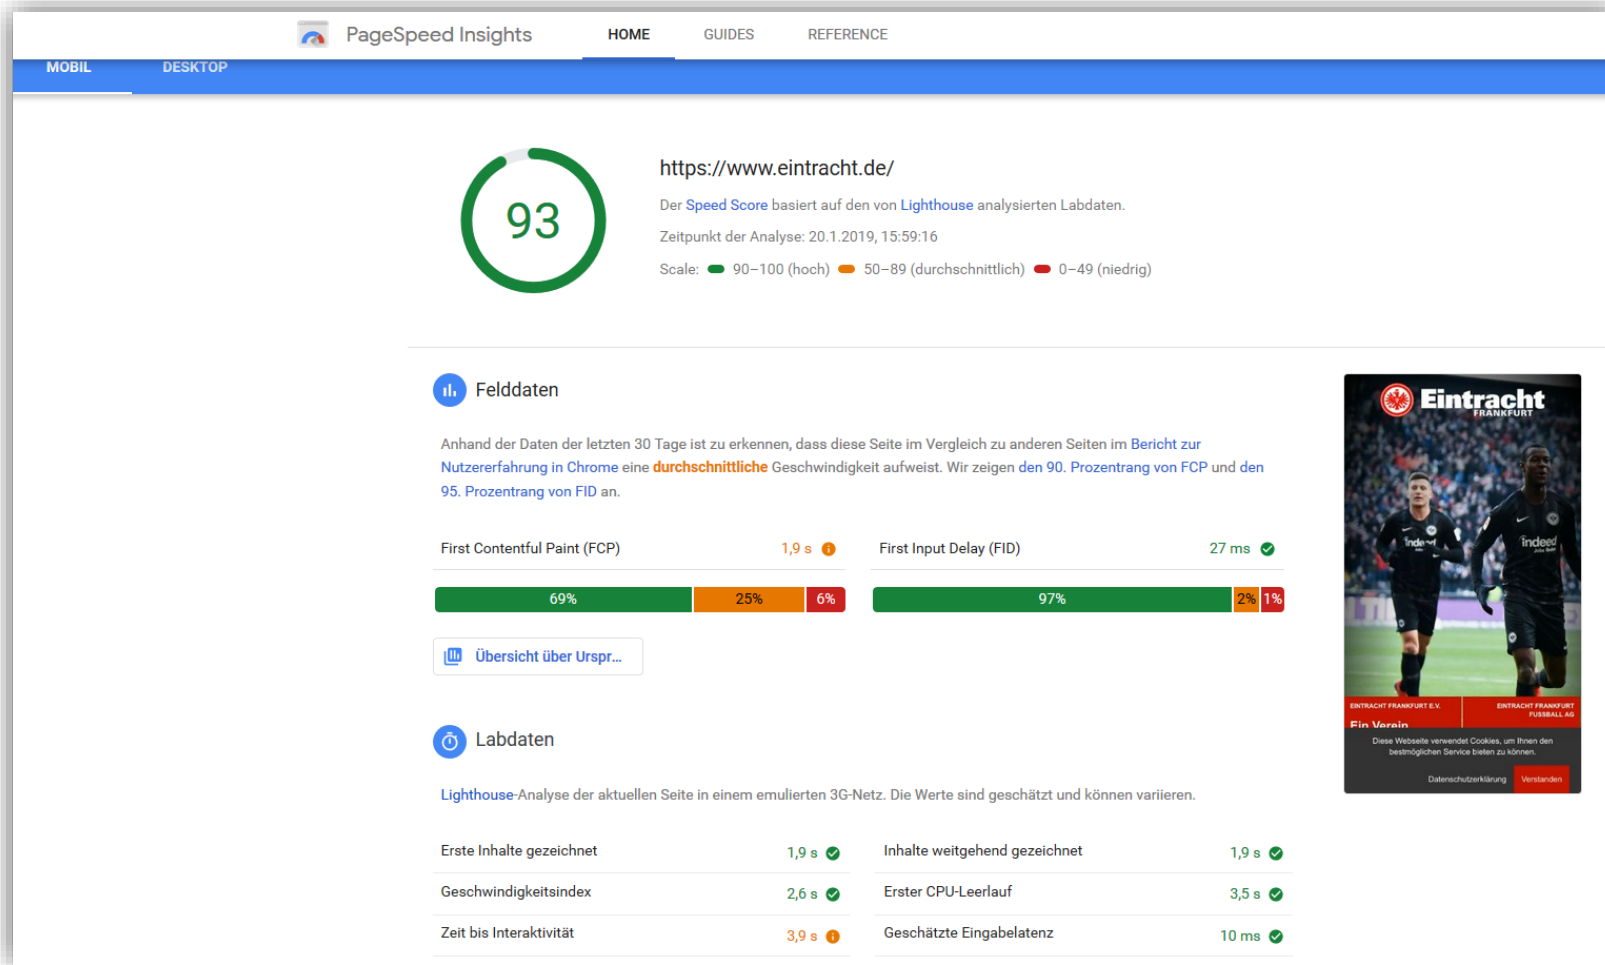 PageSpeed Insights HOME GUIDES REFERENCE
MOBIL DESKTOP
93
https://www.eintracht.de/
Der Speed Score basiert auf den von Lighthouse analysierten Labdaten.
Zeitpunkt der Analyse: 20.1.2019, 15:59:16
Scale: 90–100 (hoch) 50–89 (durchschnittlich) 0–49 (niedrig)
Felddaten
Anhand der Daten der letzten 30 Tage ist zu erkennen, dass diese Seite im Vergleich zu anderen Seiten im Bericht zur
Nutzererfahrung in Chrome eine durchschnittliche Geschwindigkeit aufweist. Wir zeigen den 90. Prozentrang von FCP und den
95. Prozentrang von FID an.
First Contentful Paint (FCP) 1,9 s
First Input Delay (FID) 27 ms
69% 25% 6%
97% 2% 1%
Übersicht über Urspr...
Labdaten
Lighthouse-Analyse der aktuellen Seite in einem emulierten 3G-Netz. Die Werte sind geschätzt und können variieren.
Erste Inhalte gezeichnet 1,9 s
Inhalte weitgehend gezeichnet 1,9 s
Geschwindigkeitsindex 2,6 s
Erster CPU-Leerlauf 3,5 s
Zeit bis Interaktivität 3,9 s
Geschätzte Eingabelatenz 10 ms
Eintracht
FRANKFURT
indeed
indeed
EINTRACHT FRANKFURT E.V.
EINTRACHT FRANKFURT
FUSSBALL AG
Ein Verein
Diese Webseite verwendet Cookies, um Ihnen den
bestmöglichen Service bieten zu können.
Datenschutzerklärung Verstanden